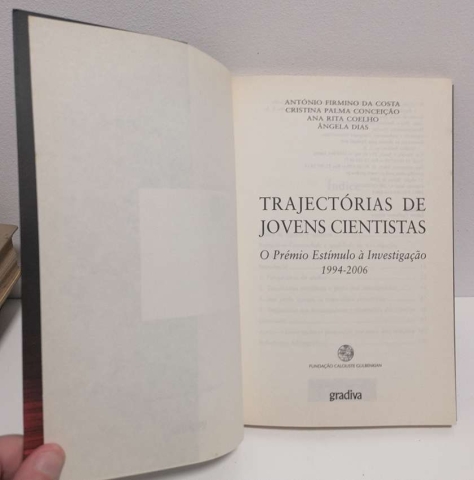 ANTÓNIO FIRMINO DA COSTA
CRISTINA PALMA CONCEIÇÃO
ANA RITA COELHO
ÂNGELA DIAS
TRAJECTÓRIAS DE
JOVENS CIENTISTAS
O Prémio Estímulo à Investigação
1994-2006
FUNDAÇÃO CALOUSTE GULBENKIAN
gradiva